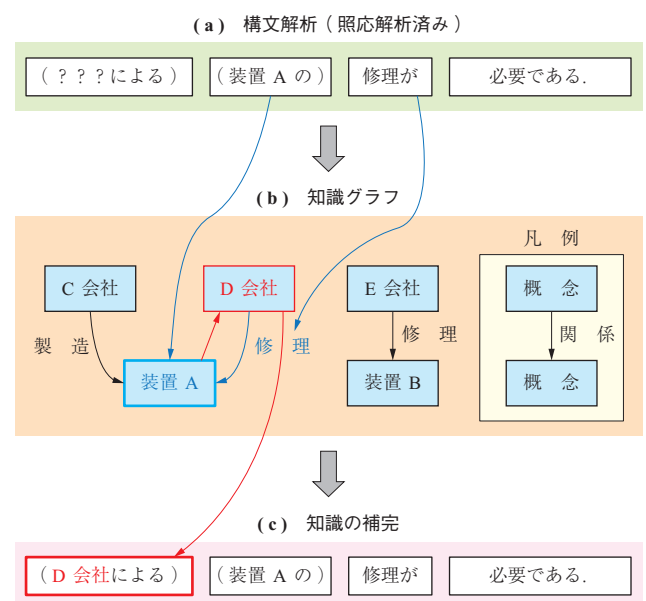 (a) 構文解析（照応解析済み）
（？？？による） （装置 A の） 修理が 必要である．
(b) 知識グラフ
凡 例
C 会社 D 会社 E 会社 概 念
製 造 修 理 修 理 関 係
装置 A 装置 B 概 念
(c) 知識の補完
（D 会社による） （装置 A の） 修理が 必要である．